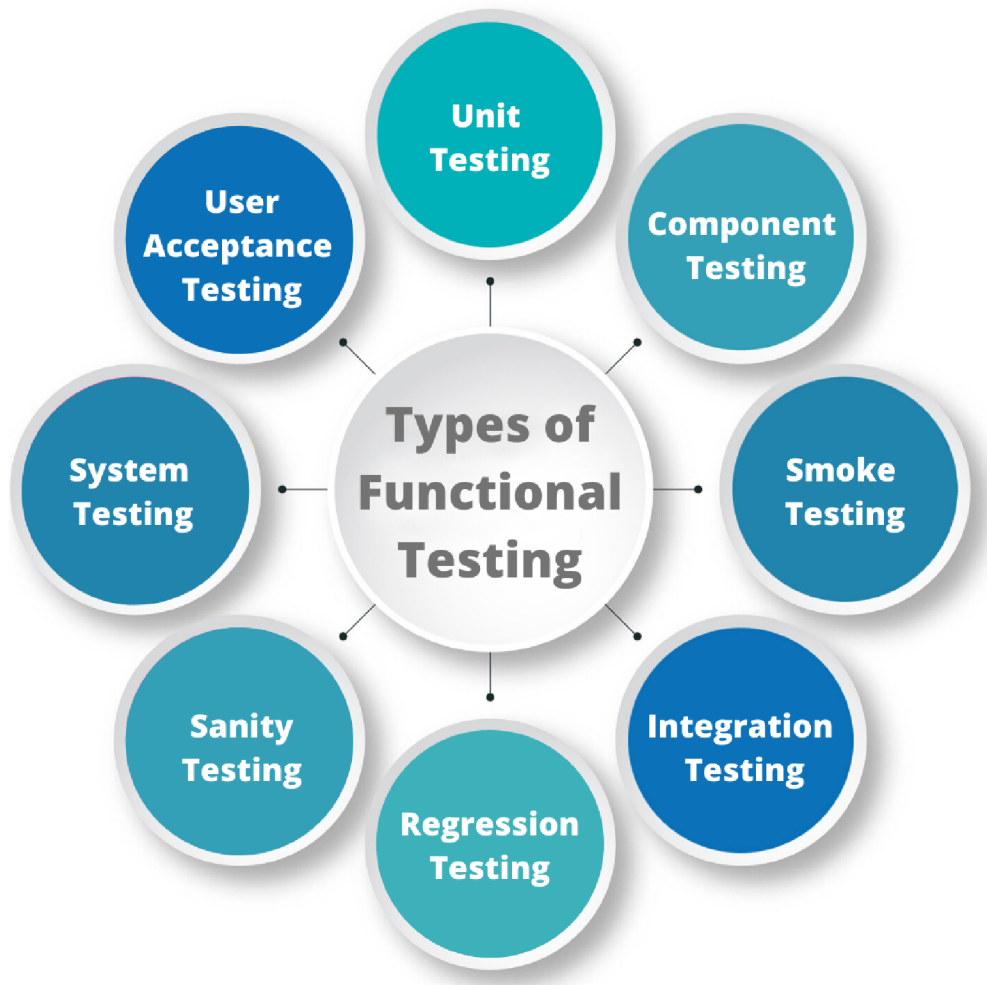 Unit
Testing
User
Acceptance
Testing
Component
Testing
Types of
Functional
Testing
System
Testing
Smoke
Testing
Sanity
Testing
Integration
Testing
Regression
Testing